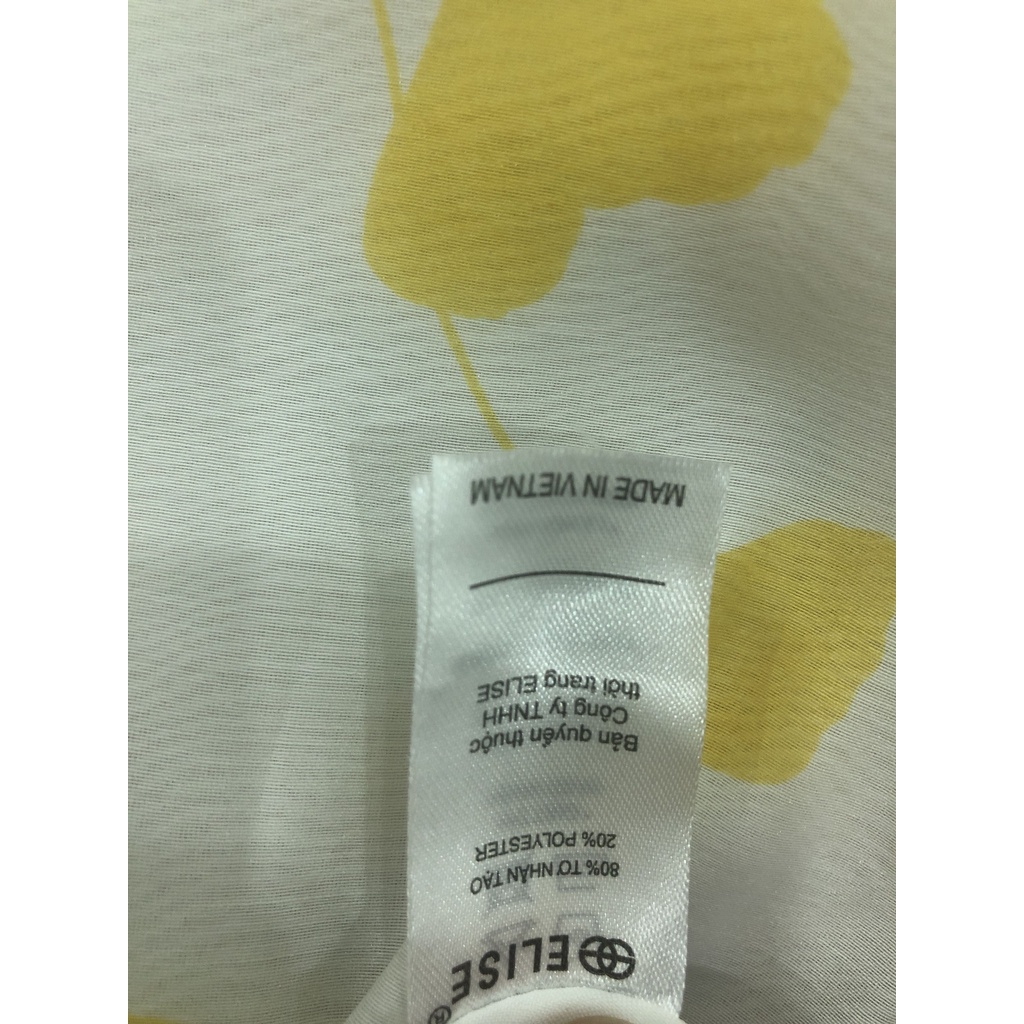 ELISE®
80% TƠ NHÂN TẠO
20% POLYESTER
Bản quyền thuộc
Công ty TNHH
thời trang ELISE
MADE IN VIETNAM